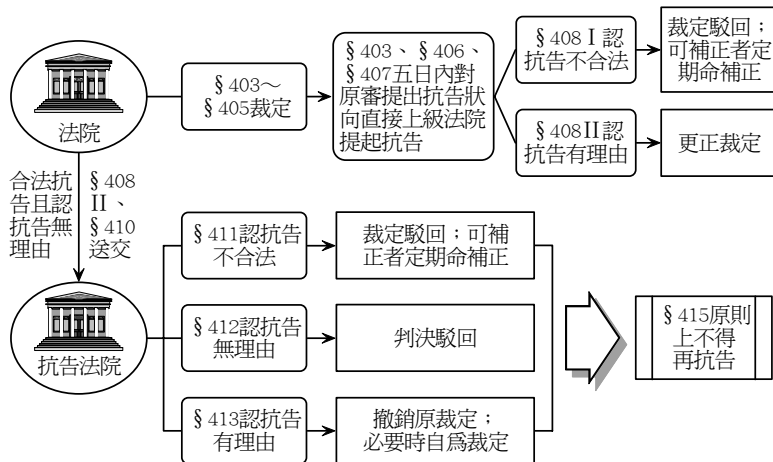 法院
§403～
§405裁定
§403、§406、
§407五日內對
原審提出抗告狀
向直接上級法院
提起抗告
§408Ⅰ認
抗告不合法
裁定駁回；
可補正者定
期命補正
§408Ⅱ認
抗告有理由
更正裁定
合法抗
告且認
抗告無
理由
§408
Ⅱ、
§410
送交
抗告法院
§411認抗告
不合法
裁定駁回；可補
正者定期命補正
§412認抗告
無理由
判決駁回
§413認抗告
有理由
撤銷原裁定；
必要時自爲裁定
§415原則
上不得
再抗告